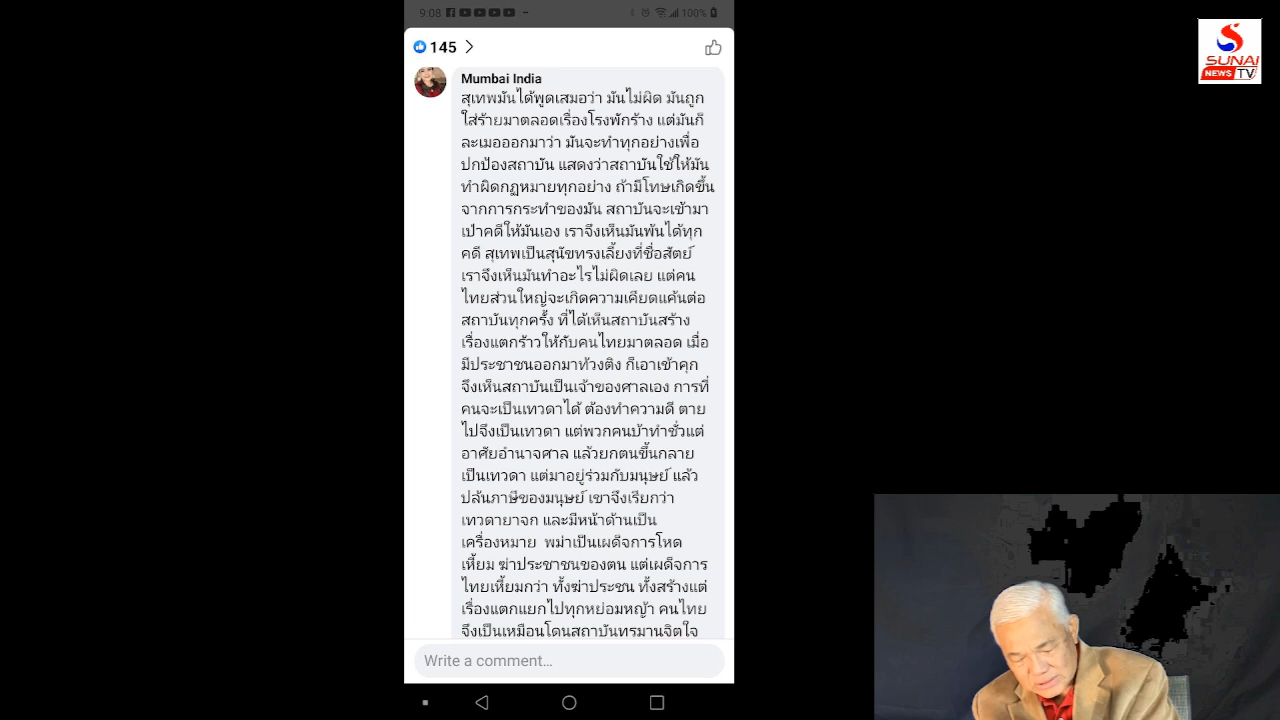 9:08
100%
145
SUNAI
NEWS TV
Mumbai India
สุเทพมันได้พูดเสมอว่า มันไม่ผิด มันถูก
ใส่ร้ายมาตลอดเรื่องโรงพักร้าง แต่มันก็
ละเมอออกมาว่า มันจะทำทุกอย่างเพื่อ
ปกป้องสถาบัน แสดงว่าสถาบันใช้ให้มัน
ทำผิดกฏหมายทุกอย่าง ถ้ามีโทษเกิดขึ้น
จากการกระทำของมัน สถาบันจะเข้ามา
เป่าคดีให้มันเอง เราจึงเห็นมันพ้นได้ทุก
คดี สุเทพเป็นสุนัขทรงเลี้ยงที่ซื่อสัตย์
เราจึงเห็นมันทำอะไรไม่ผิดเลย แต่คน
ไทยส่วนใหญ่จะเกิดความเคียดแค้นต่อ
สถาบันทุกครั้ง ที่ได้เห็นสถาบันสร้าง
เรื่องแตกร้าวให้กับคนไทยมาตลอด เมื่อ
มีประชาชนออกมาท้วงติง ก็เอาเข้าคุก
จึงเห็นสถาบันเป็นเจ้าของศาลเอง การที่
คนจะเป็นเทวดาได้ ต้องทำความดี ตาย
ไปจึงเป็นเทวดา แต่พวกคนบ้าทำชั่วแต่
อาศัยอำนาจศาล แล้วยกตนขึ้นกลาย
เป็นเทวดา แต่มาอยู่ร่วมกับมนุษย์ แล้ว
ปล้นภาษีของมนุษย์ เขาจึงเรียกว่า
เทวดายาจก และมีหน้าด้านเป็น
เครื่องหมาย พม่าเป็นเผด็จการโหด
เหี้ยม ฆ่าประชาชนของตน แต่เผด็จการ
ไทยเหี้ยมกว่า ทั้งฆ่าประชน ทั้งสร้างแต่
เรื่องแตกแยกไปทุกหย่อมหญ้า คนไทย
จึงเป็นเหมือนโดนสถาบันทรมานจิตใจ
Write a comment...